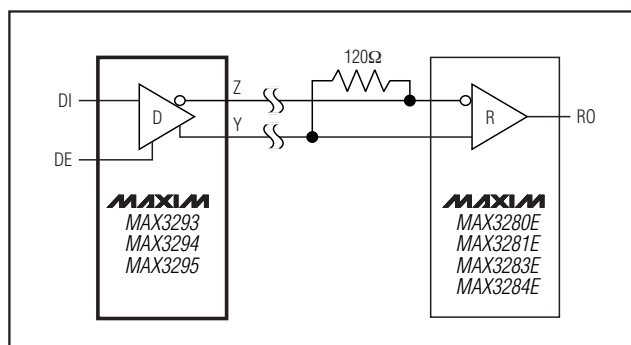 120Ω
DI
D
Z
Y
DE
R
RO
MAXIM
MAX3293
MAX3294
MAX3295
MAXIM
MAX3280E
MAX3281E
MAX3283E
MAX3284E